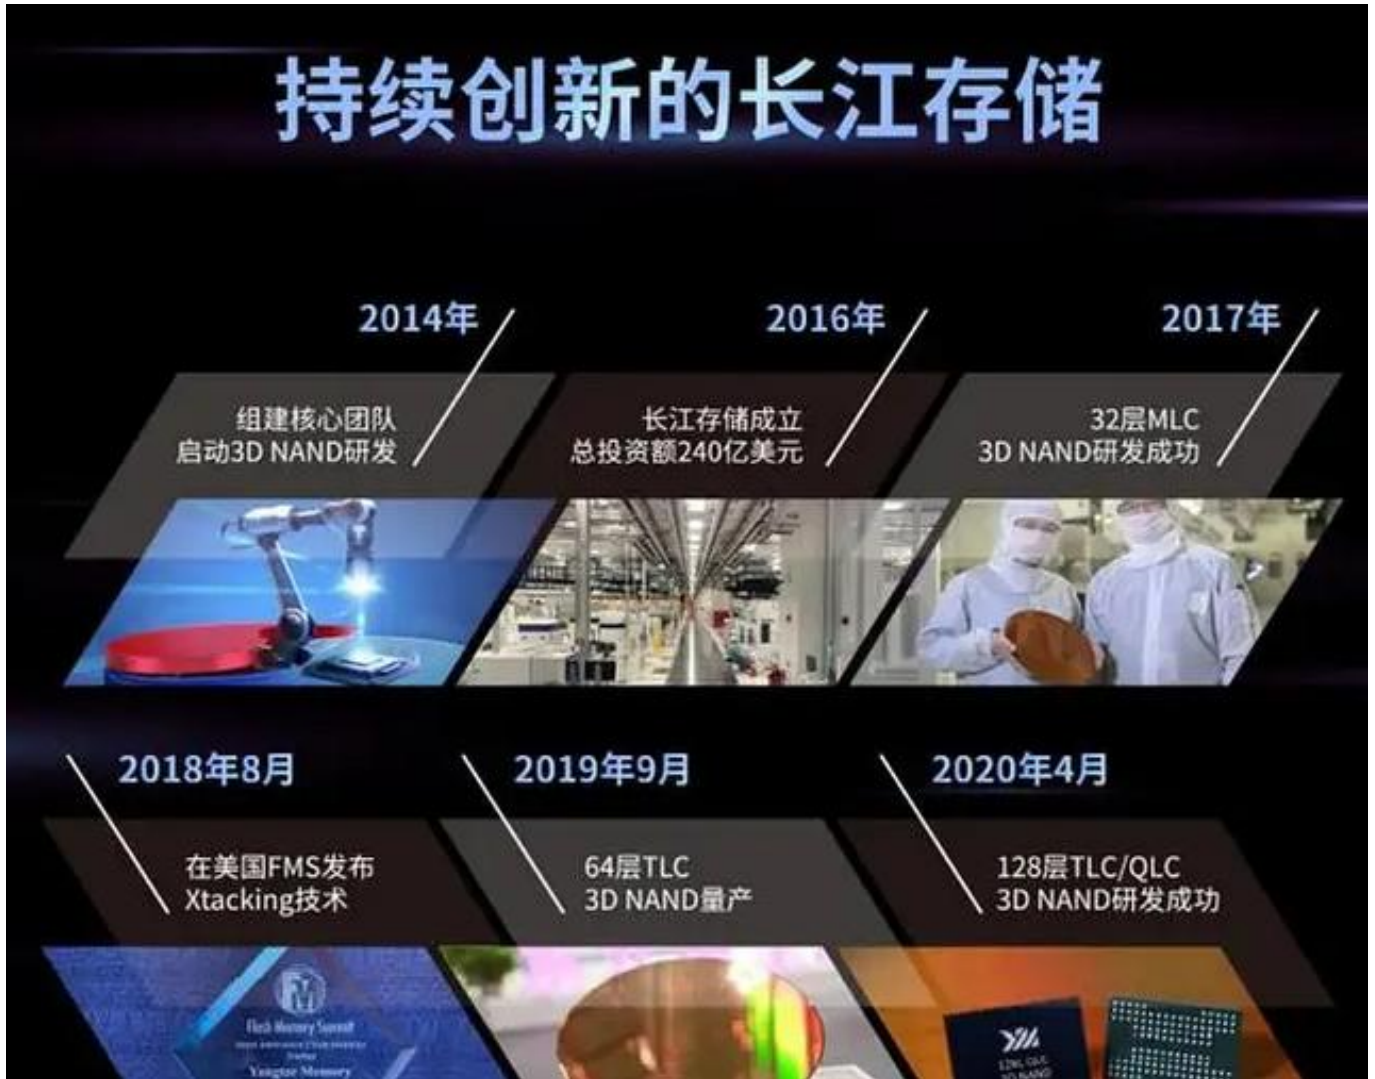 持续创新的长江存储
2014年
2016年
2017年
组建核心团队
启动3D NAND研发
长江存储成立
总投资额240亿美元
32层MLC
3D NAND研发成功
2018年8月
2019年9月
2020年4月
在美国FMS发布
Xtacking技术
64层TLC
3D NAND量产
128层TLC/QLC
3D NAND研发成功
Flash Memory Summit
Yangtze Memory
3D NAND